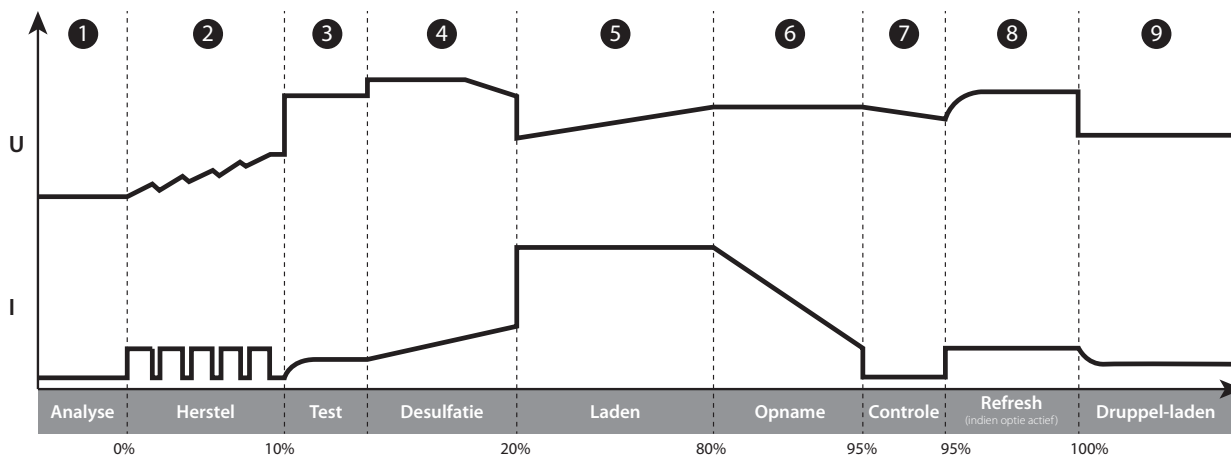 1 2 3 4 5 6 7 8 9
U
I
Analyse Herstel Test Desulfatie Laden Opname Controle Refresh Druppel-laden
(indien optie actief)
0% 10% 20% 80% 95% 95% 100%